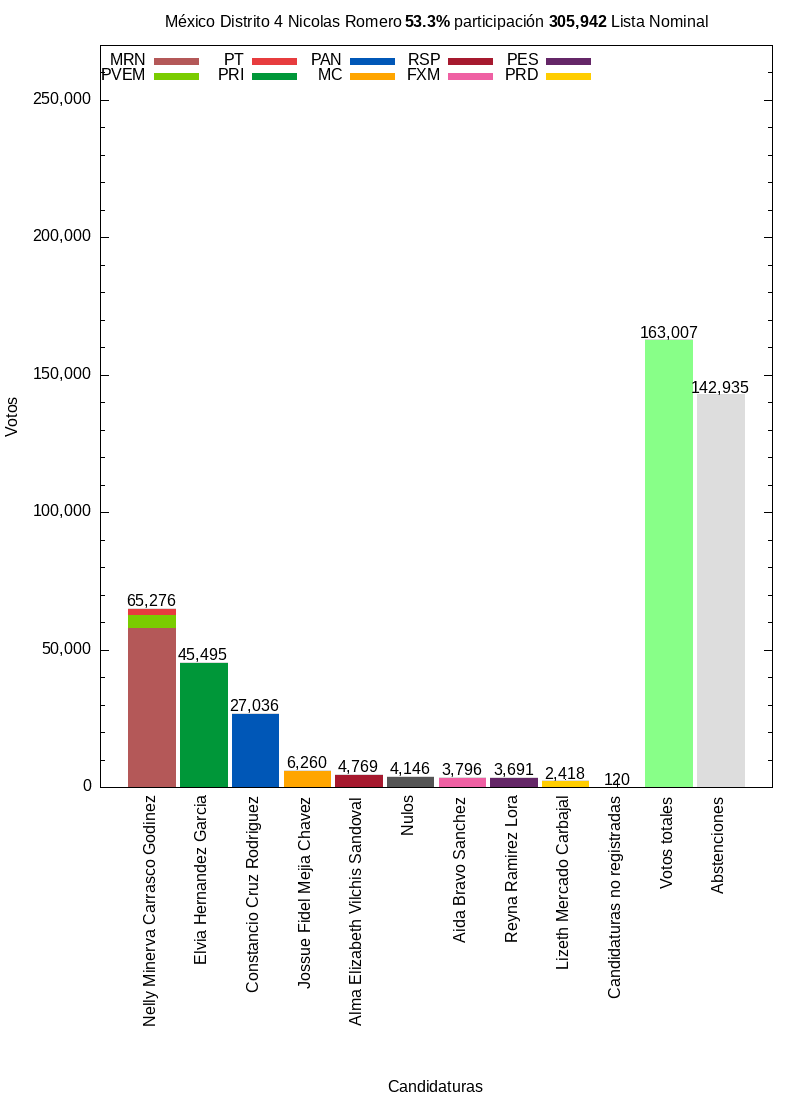 México Distrito 4 Nicolas Romero 53.3% participación 305,942 Lista Nominal
MRN PT PAN RSP PES
PVEM PRI MC FXM PRD
250,000
200,000
150,000
100,000
50,000
0
Votos
65,276
45,495
27,036
6,260
4,769
4,146
3,796
3,691
2,418
120
163,007
142,935
Nelly Minerva Carrasco Godinez
Elvia Hernandez Garcia
Constancio Cruz Rodriguez
Jossue Fidel Mejia Chavez
Alma Elizabeth Vilchis Sandoval
Nulos
Aida Bravo Sanchez
Reyna Ramirez Lora
Lizeth Mercado Carbajal
Candidaturas no registradas
Votos totales
Abstenciones
Candidaturas